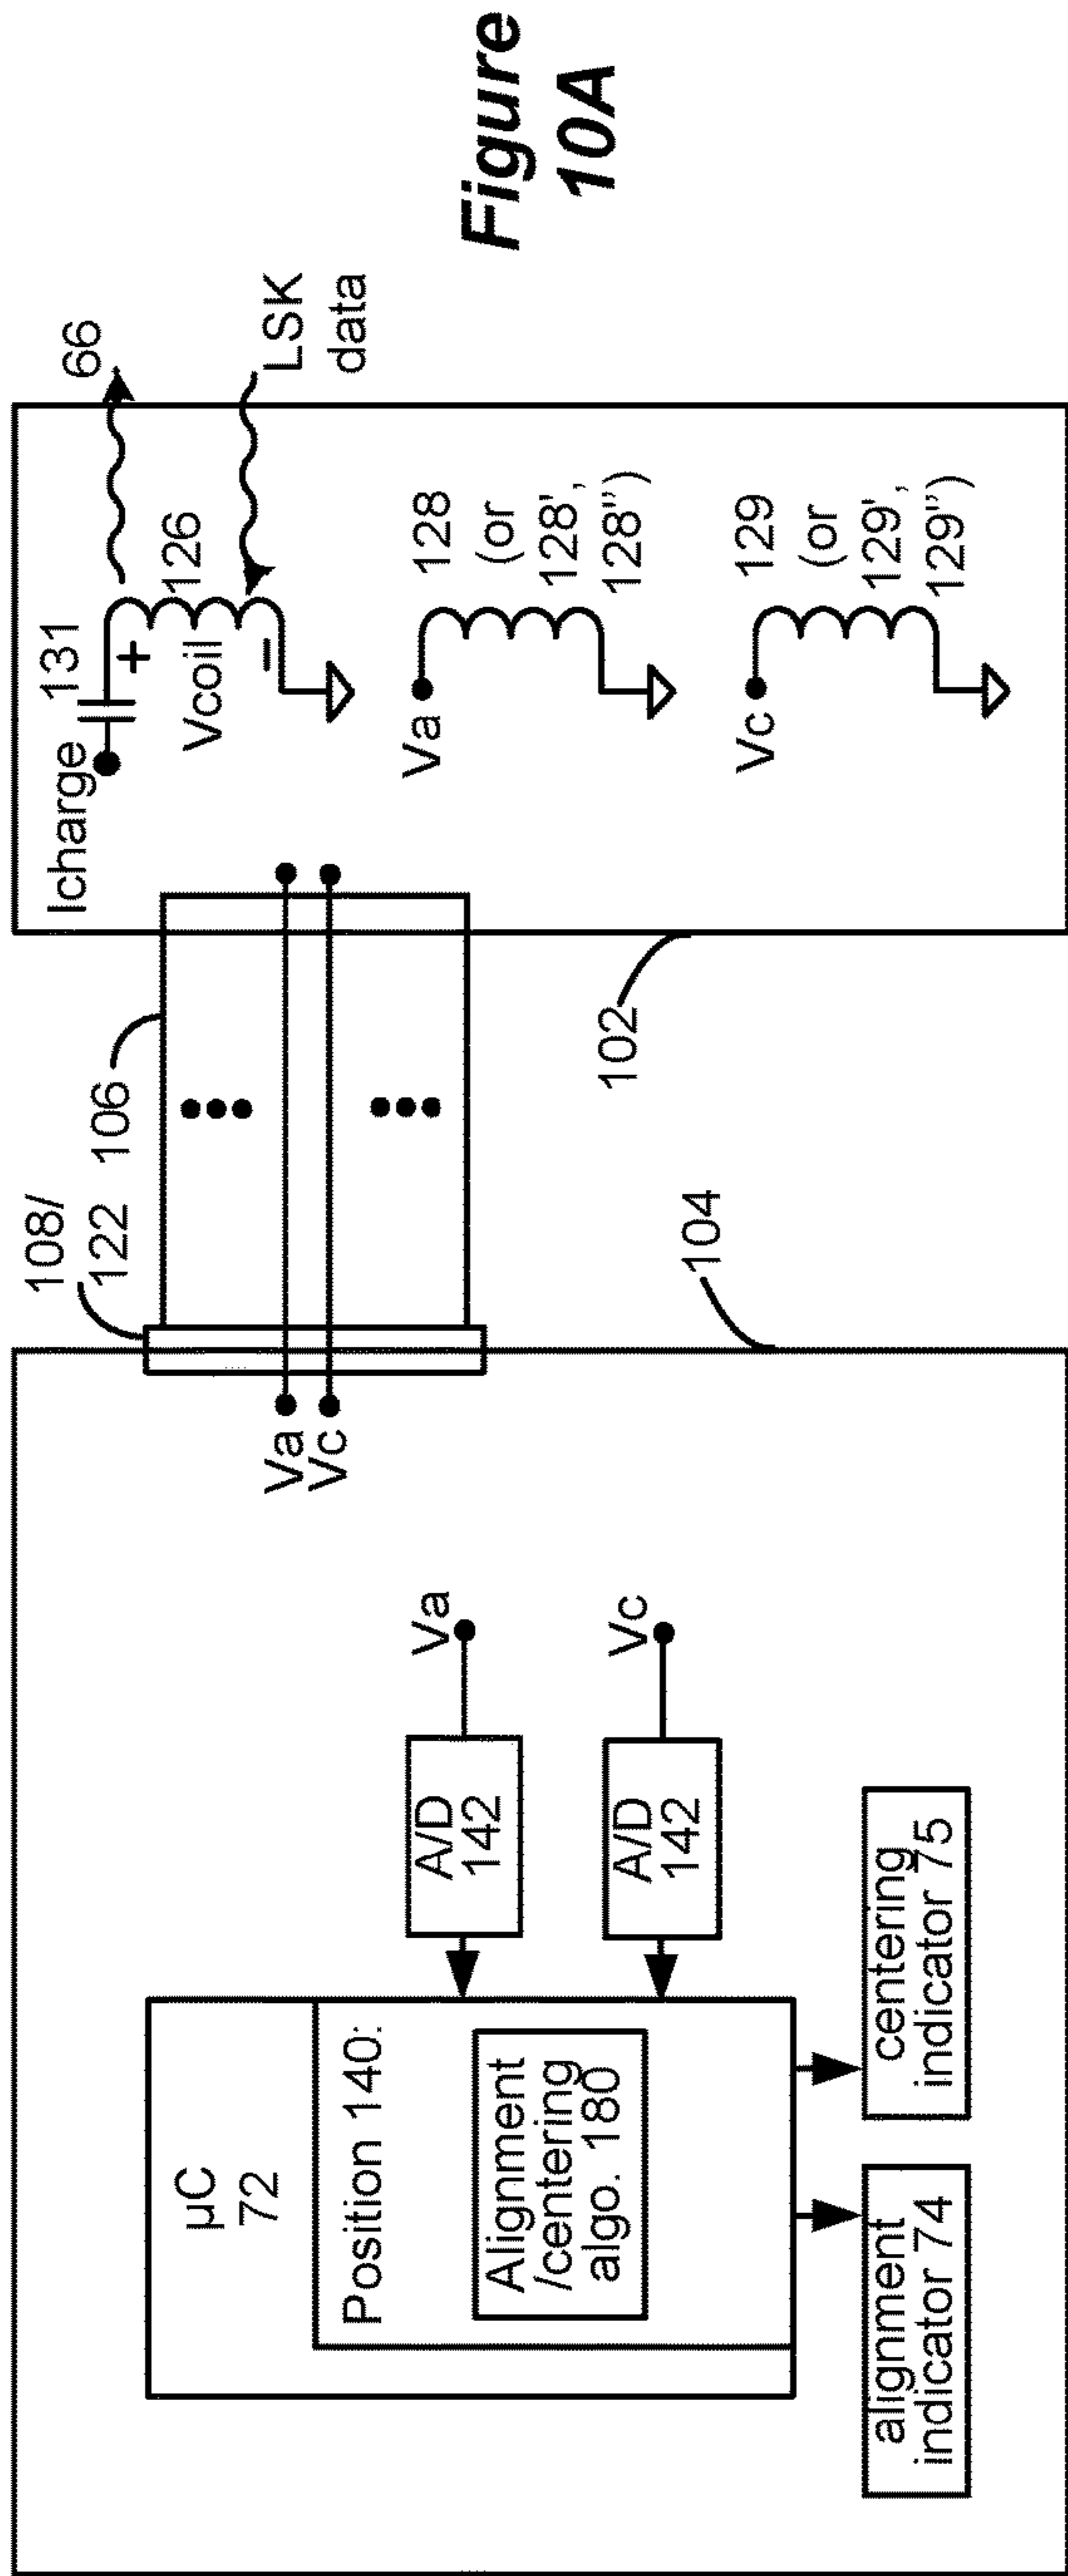 µC
72
Position 140:
Alignment
/centering
algo. 180
alignment
indicator 74
centering
indicator 75
A/D
142
A/D
142
Va
Vc
Va
Vc
108/
122
106
104
102
Icharge
131
+
Vcoil
–
126
66
LSK
data
Va
128
(or
128',
128")
Vc
129
(or
129',
129")
Figure
10A